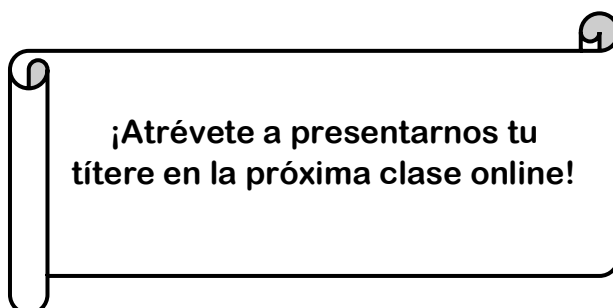 ¡Atrévete a presentarnos tu
títere en la próxima clase online!